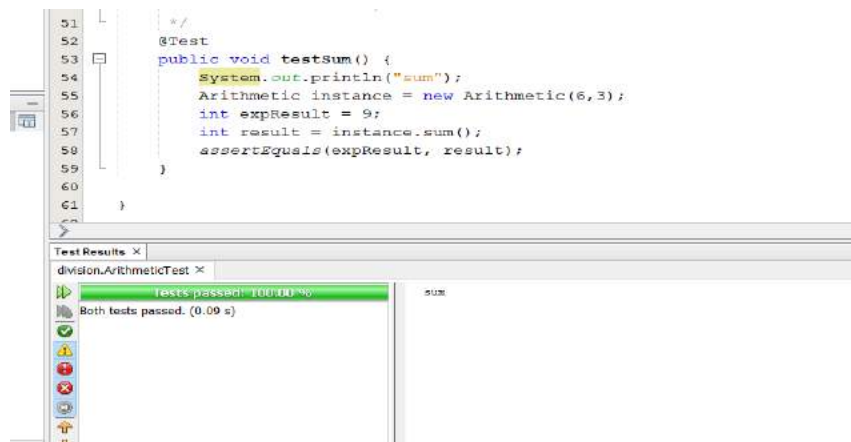 51 */
52 @Test
53 public void testSum() {
54 System.out.println("sum");
55 Arithmetic instance = new Arithmetic(6,3);
56 int expResult = 9;
57 int result = instance.sum();
58 assertEquals(expResult, result);
59 }
60
61 }
Test Results ×
division.ArithmeticTest ×
Tests passed: 100.00 %
sum
Both tests passed. (0.09 s)